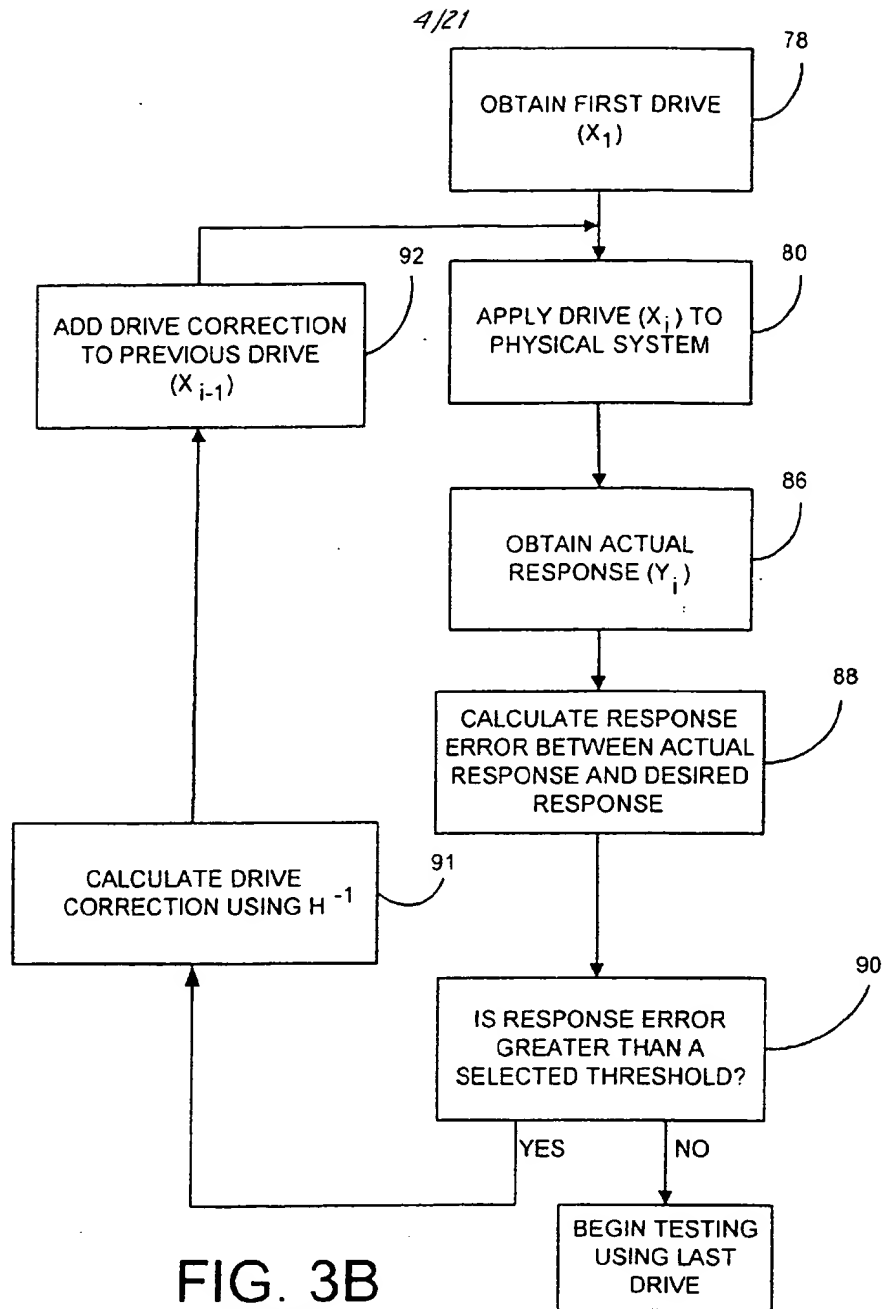 4/21
78
OBTAIN FIRST DRIVE
(X1)
92
ADD DRIVE CORRECTION
TO PREVIOUS DRIVE
(X i-1)
80
APPLY DRIVE (Xi) TO
PHYSICAL SYSTEM
86
OBTAIN ACTUAL
RESPONSE (Yi)
88
CALCULATE RESPONSE
ERROR BETWEEN ACTUAL
RESPONSE AND DESIRED
RESPONSE
91
CALCULATE DRIVE
CORRECTION USING H -1
90
IS RESPONSE ERROR
GREATER THAN A
SELECTED THRESHOLD?
YES
NO
BEGIN TESTING
USING LAST
DRIVE
FIG. 3B